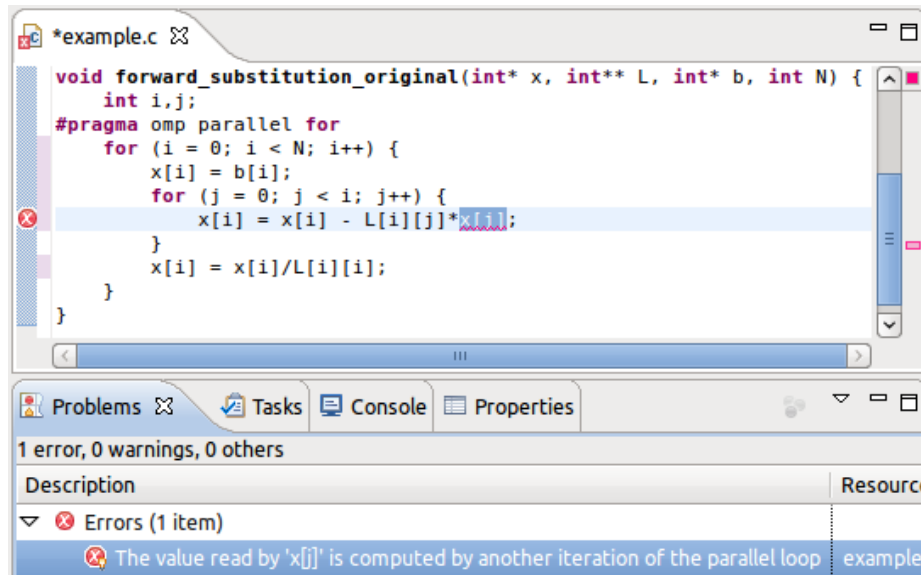 *example.c
void forward_substitution_original(int* x, int** L, int* b, int N) {
    int i,j;
#pragma omp parallel for
    for (i = 0; i < N; i++) {
        x[i] = b[i];
        for (j = 0; j < i; j++) {
            x[i] = x[i] - L[i][j]*x[j];
        }
        x[i] = x[i]/L[i][i];
    }
}
Problems Tasks Console Properties
1 error, 0 warnings, 0 others
Description Resourc
Errors (1 item)
The value read by 'x[j]' is computed by another iteration of the parallel loop example